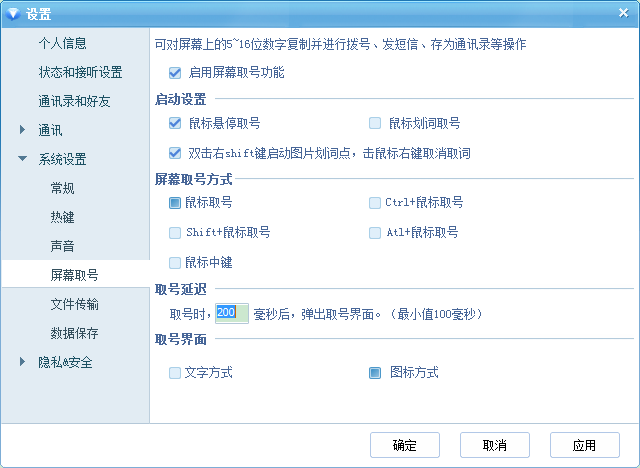 设置
个人信息
状态和接听设置
通讯录和好友
通讯
系统设置
常规
热键
声音
屏幕取号
文件传输
数据保存
隐私&安全
可对屏幕上的5~16位数字复制并进行拨号、发短信、存为通讯录等操作
启用屏幕取号功能
启动设置
鼠标悬停取号 鼠标划词取号
双击右shift键启动图片划词点，击鼠标右键取消取词
屏幕取号方式
鼠标取号 Ctrl+鼠标取号
Shift+鼠标取号 Atl+鼠标取号
鼠标中键
取号延迟
取号时，200 毫秒后，弹出取号界面。（最小值100毫秒）
取号界面
文字方式 图标方式
确定 取消 应用